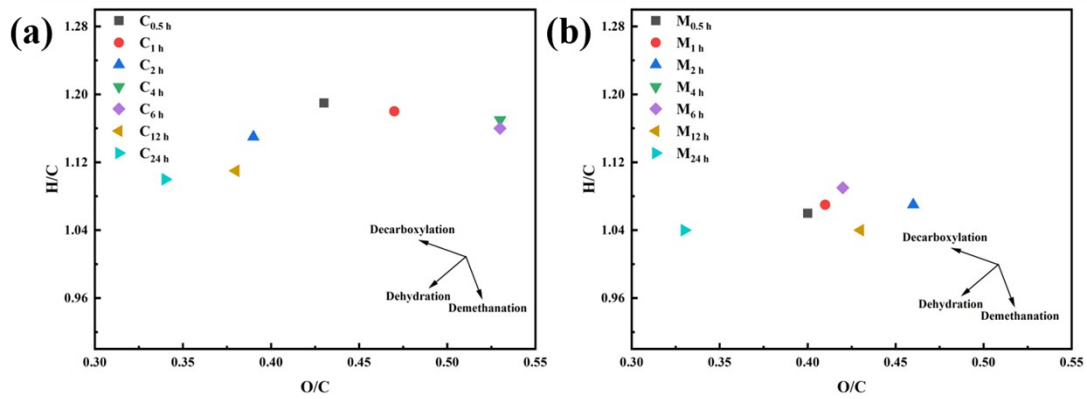 (a)
C0.5 h
C1 h
C2 h
C4 h
C6 h
C12 h
C24 h
1.28
1.20
1.12
1.04
0.96
H/C
Decarboxylation
Dehydration
Demethanation
0.30 0.35 0.40 0.45 0.50 0.55
O/C
(b)
M0.5 h
M1 h
M2 h
M4 h
M6 h
M12 h
M24 h
1.28
1.20
1.12
1.04
0.96
H/C
Decarboxylation
Dehydration
Demethanation
0.30 0.35 0.40 0.45 0.50 0.55
O/C